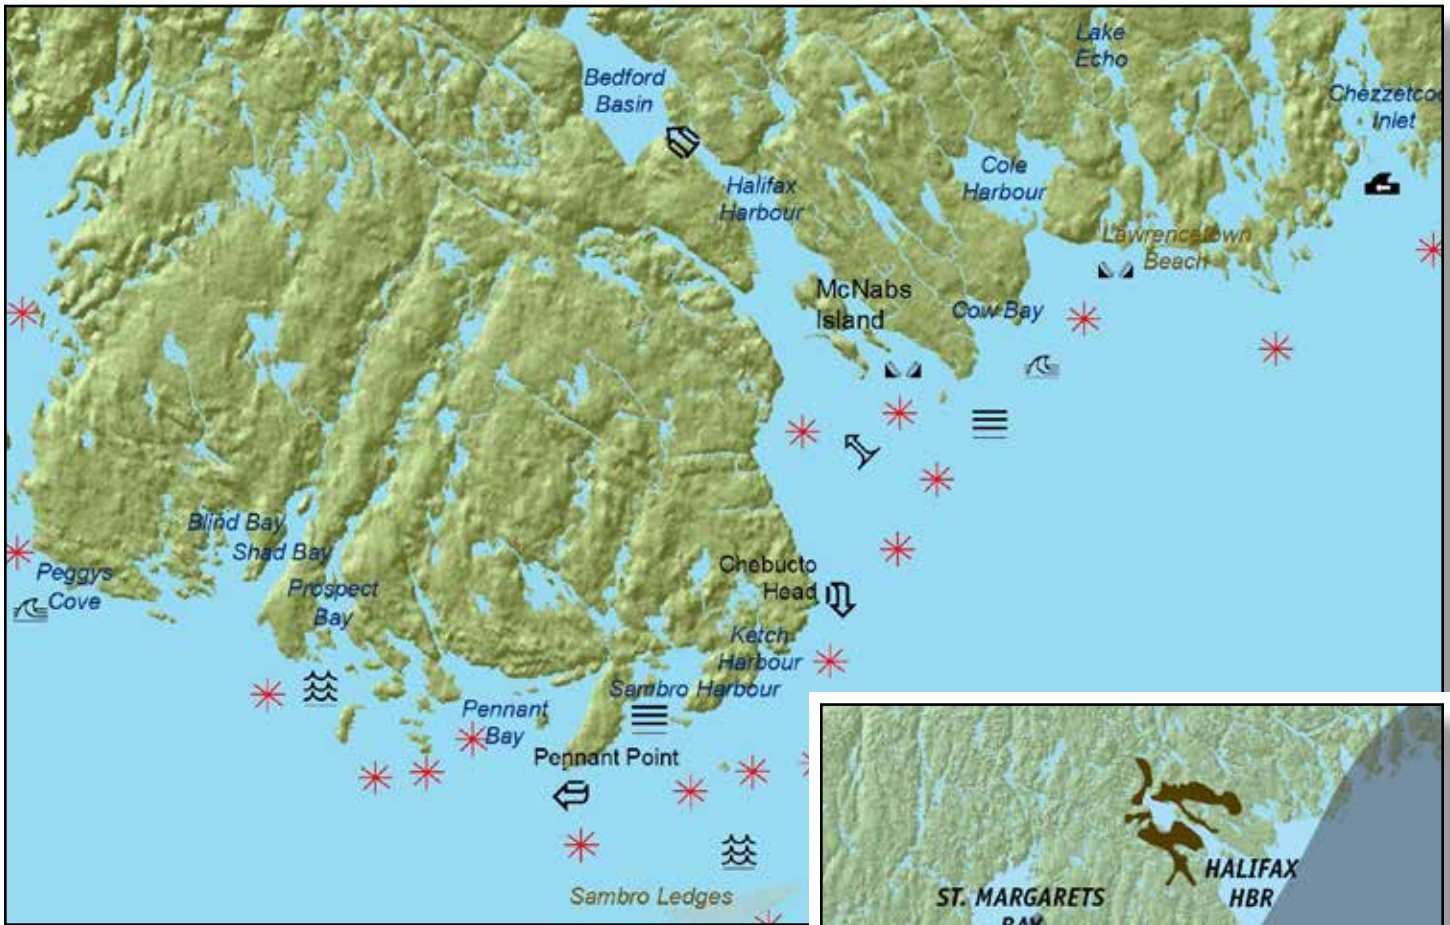 Lake
Echo
Bedford
Basin
Inlet
Cole
Harbour
Halifax
Harbour
Lawrencetown
Beach
McNabs
Island
Cow Bay
Blind Bay
Shad Bay
Peggys
Cove
Prospect
Bay
Chebucto
Head
Ketch
Harbour
Sambro Harbour
Pennant
Bay
Pennant Point
Sambro Ledges
HALIFAX
HBR
ST. MARGARETS
BAY